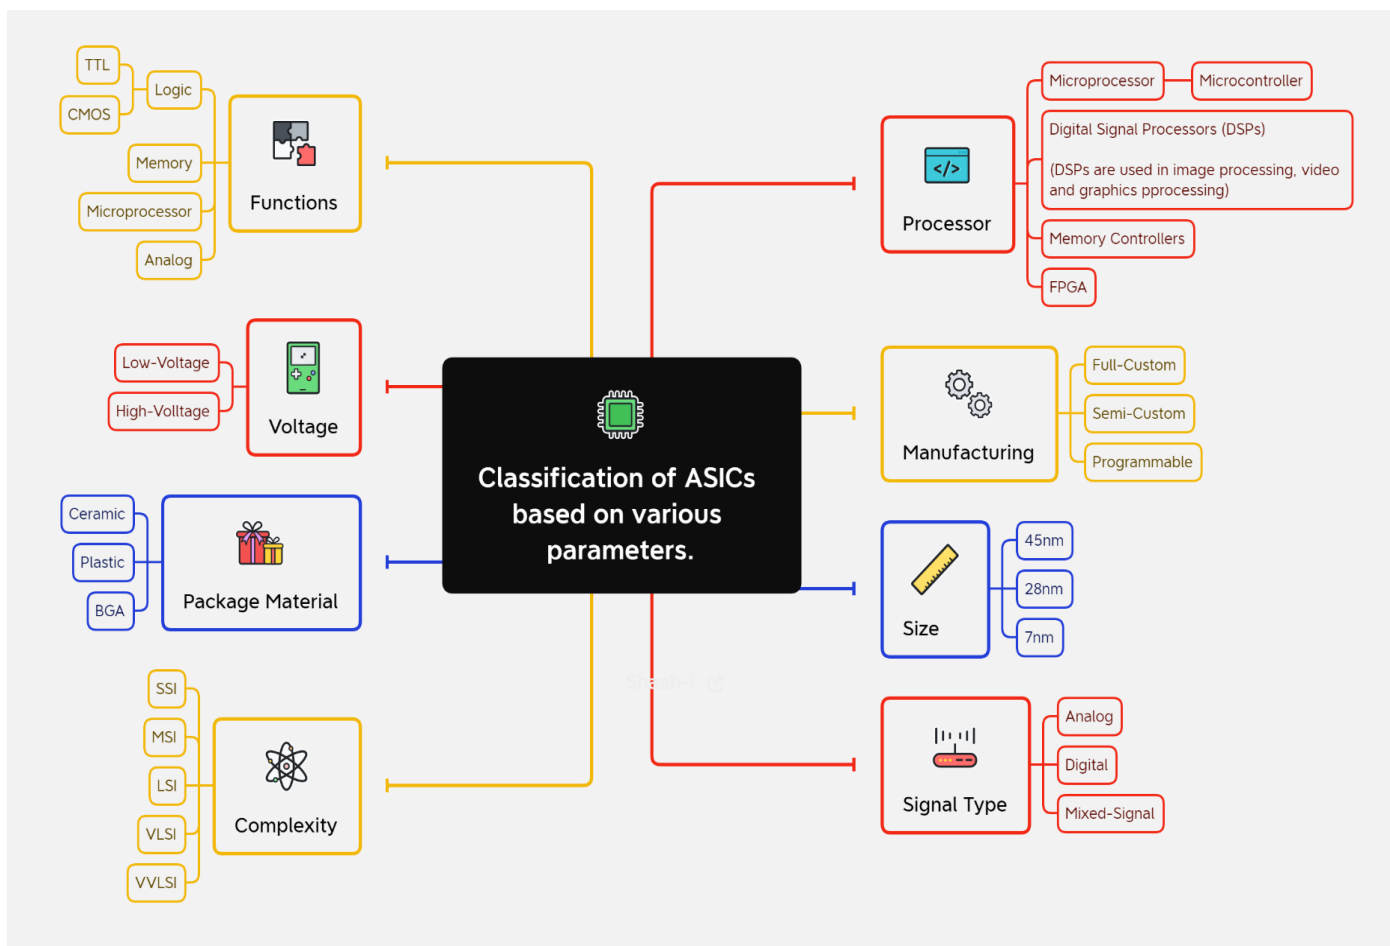 TTL
CMOS
Logic
Memory
Microprocessor
Analog
Functions
Low-Voltage
High-Volltage
Voltage
Ceramic
Plastic
BGA
Package Material
SSI
MSI
LSI
VLSI
VVLSI
Complexity
Classification of ASICs
based on various
parameters.
Processor
Microprocessor
Microcontroller
Digital Signal Processors (DSPs)
(DSPs are used in image processing, video
and graphics pprocessing)
Memory Controllers
FPGA
Manufacturing
Full-Custom
Semi-Custom
Programmable
Size
45nm
28nm
7nm
Signal Type
Analog
Digital
Mixed-Signal